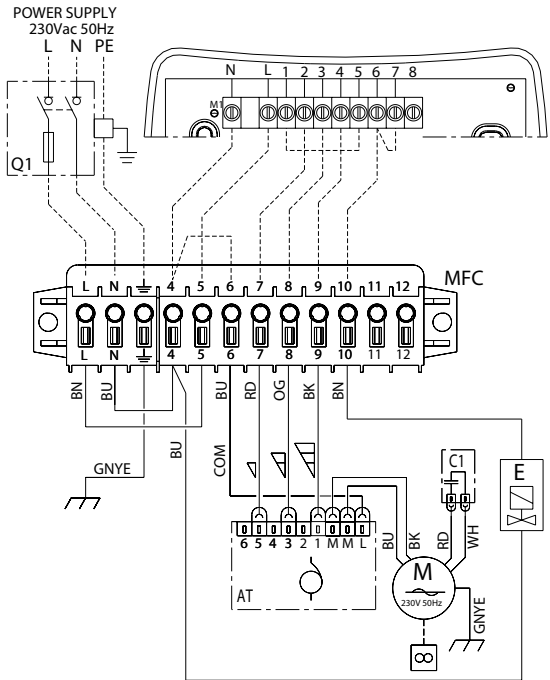 POWER SUPPLY
230Vac 50Hz
L N PE
N L 1 2 3 4 5 6 7 8
M1
Q1
L N 4 5 6 7 8 9 10 11 12
MFC
L N 4 5 6 7 8 9 10 11 12
BN BU BU BU RD OG BK BN
GNYE
COM
C1
E
6 5 4 3 2 1 M M L
AT
BU BK RD WH
M
230V 50Hz
GNYE
8